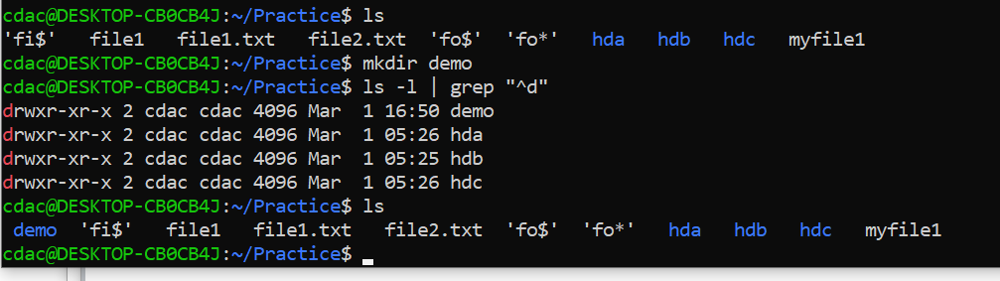 cdac@DESKTOP-CB0CB4J:~/Practice$ ls
'fi$'   file1   file1.txt   file2.txt  'fo$'  'fo*'   hda   hdb   hdc   myfile1
cdac@DESKTOP-CB0CB4J:~/Practice$ mkdir demo
cdac@DESKTOP-CB0CB4J:~/Practice$ ls -l | grep "^d"
drwxr-xr-x 2 cdac cdac 4096 Mar  1 16:50 demo
drwxr-xr-x 2 cdac cdac 4096 Mar  1 05:26 hda
drwxr-xr-x 2 cdac cdac 4096 Mar  1 05:25 hdb
drwxr-xr-x 2 cdac cdac 4096 Mar  1 05:26 hdc
cdac@DESKTOP-CB0CB4J:~/Practice$ ls
 demo  'fi$'   file1   file1.txt   file2.txt  'fo$'  'fo*'   hda   hdb   hdc   myfile1
cdac@DESKTOP-CB0CB4J:~/Practice$